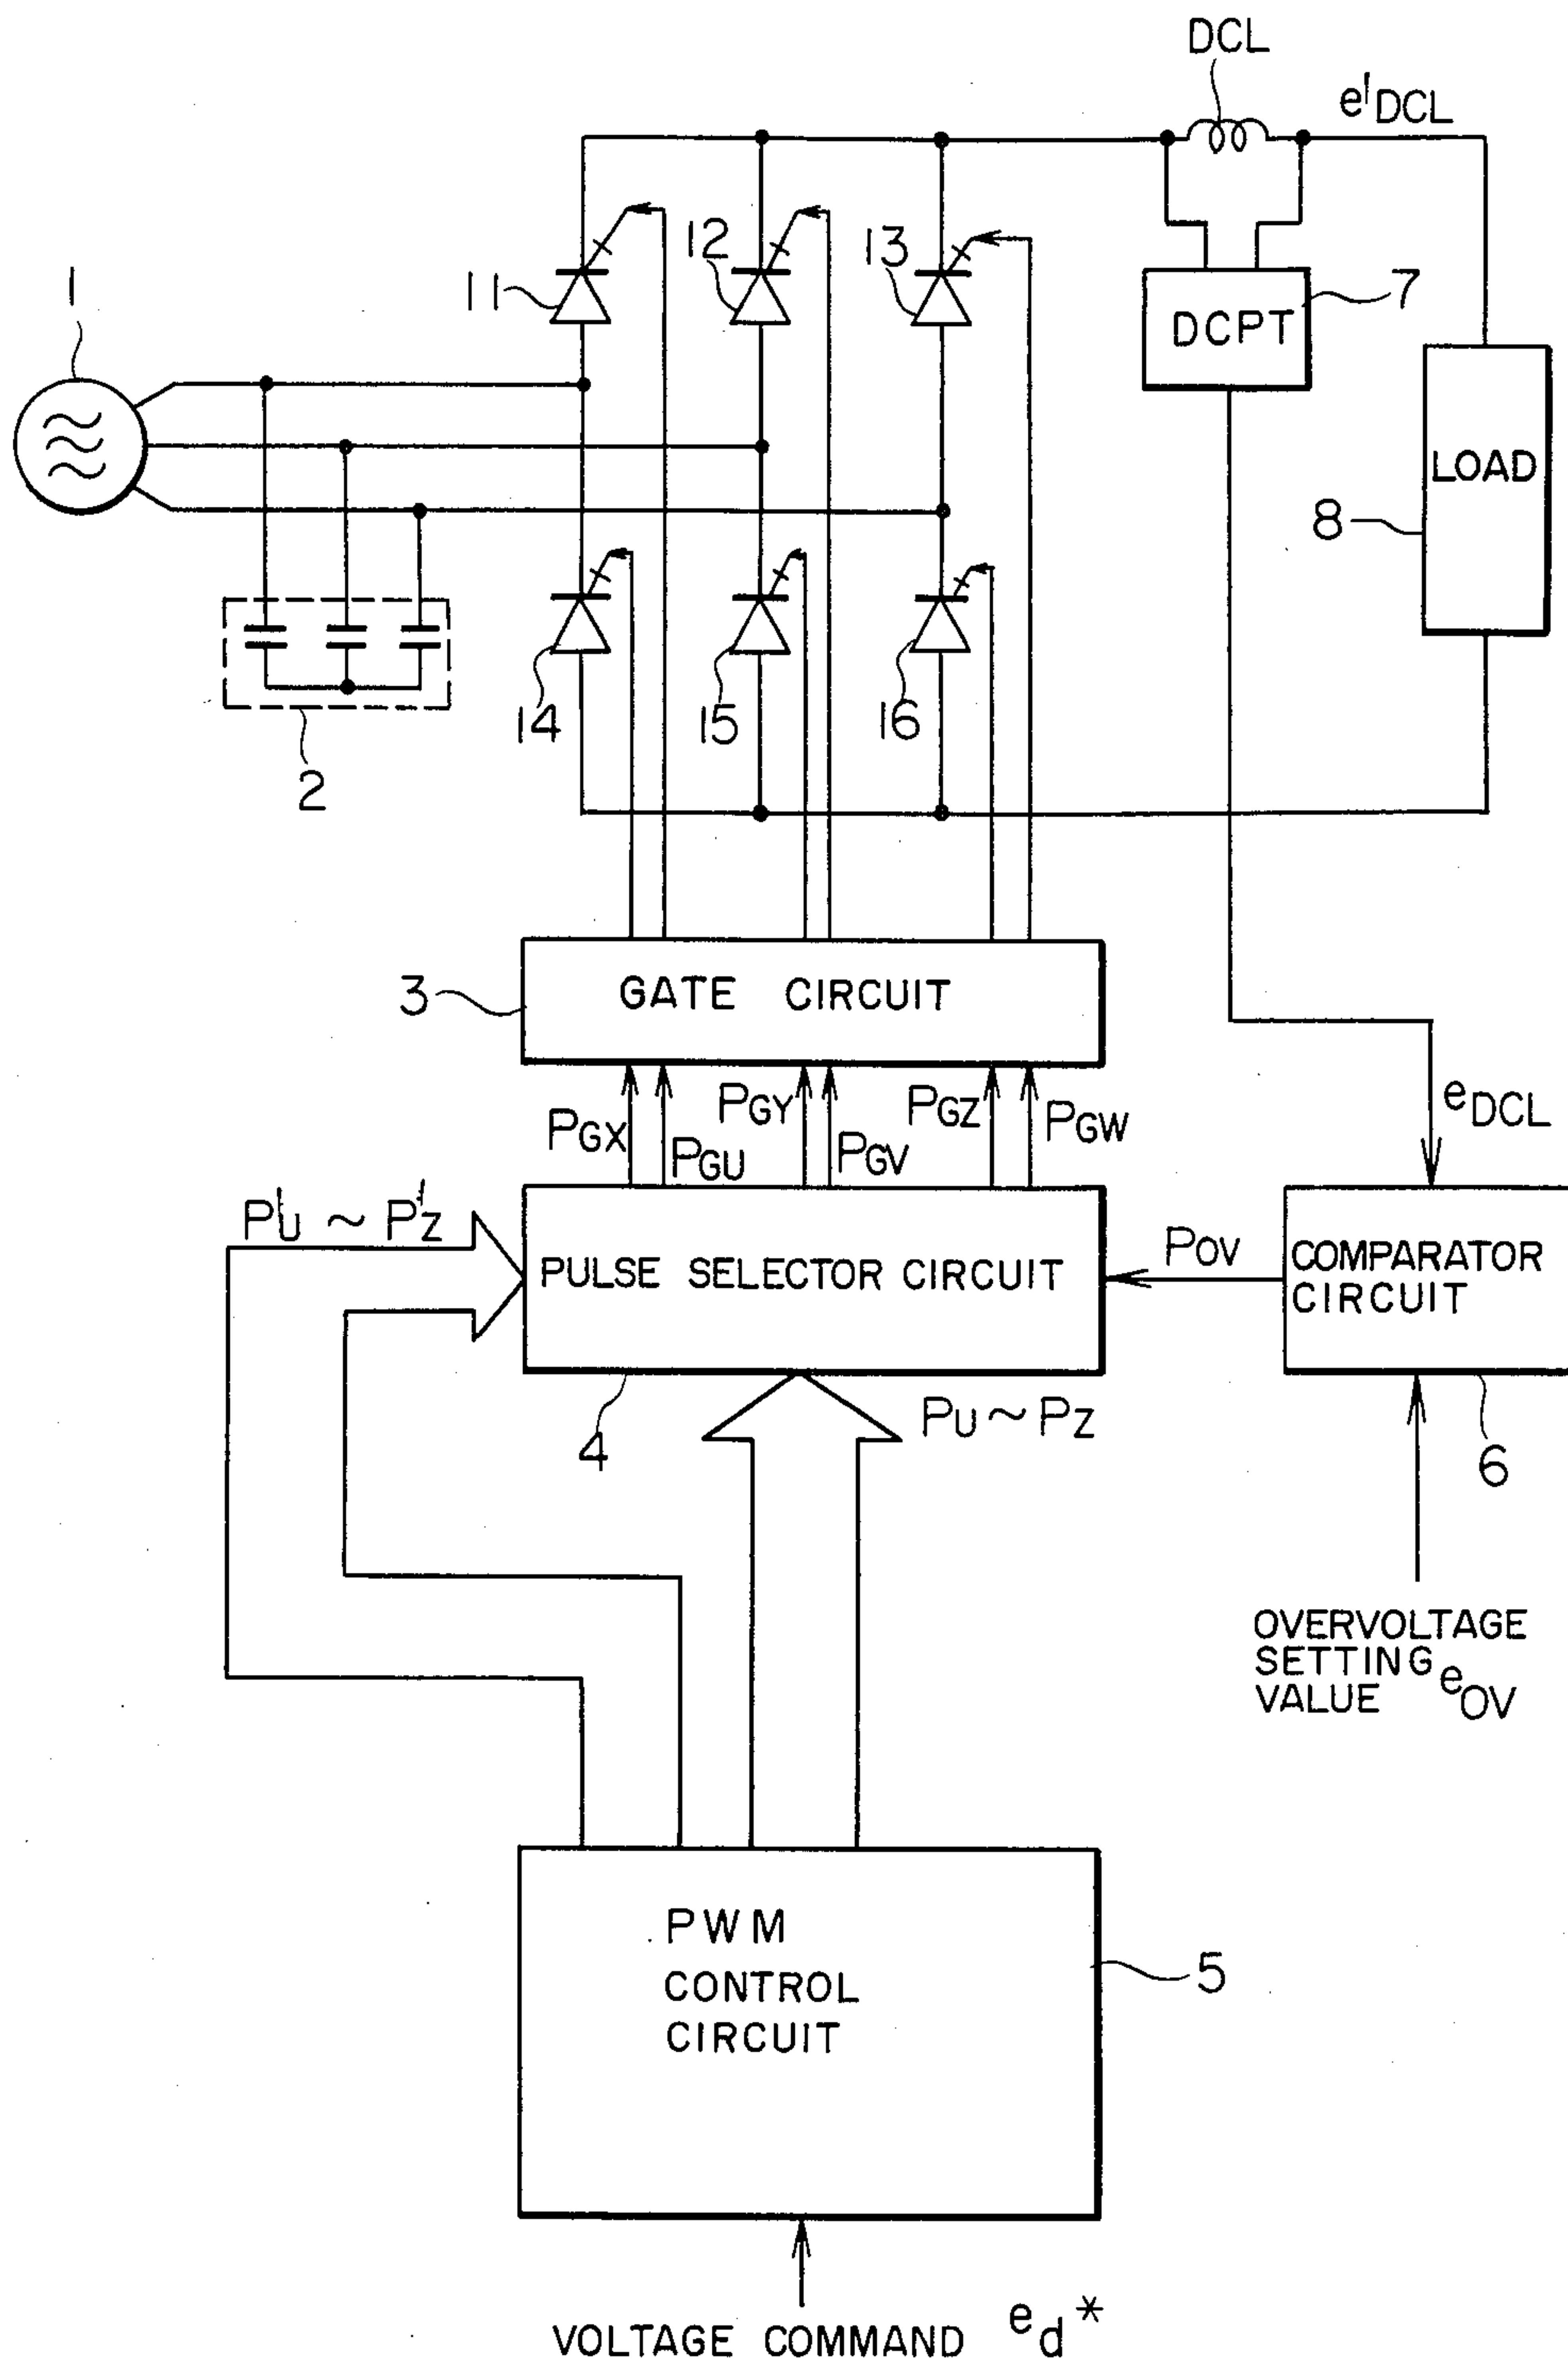 DCL
e'DCL
1
11
12
13
7
DCPT
LOAD
8
14
15
16
2
3
GATE CIRCUIT
PGX
PGU
PGY
PGV
PGZ
PGW
eDCL
P'U ~ P'Z
PULSE SELECTOR CIRCUIT
POV
COMPARATOR
CIRCUIT
4
PU ~ PZ
6
OVERVOLTAGE
SETTING
VALUE eOV
PWM
CONTROL
CIRCUIT
5
VOLTAGE COMMAND ed*